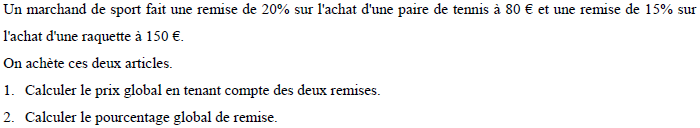 Un marchand de sport fait une remise de 20% sur l'achat d'une paire de tennis à 80 € et une remise de 15% sur
l'achat d'une raquette à 150 €.
On achète ces deux articles.
1. Calculer le prix global en tenant compte des deux remises.
2. Calculer le pourcentage global de remise.